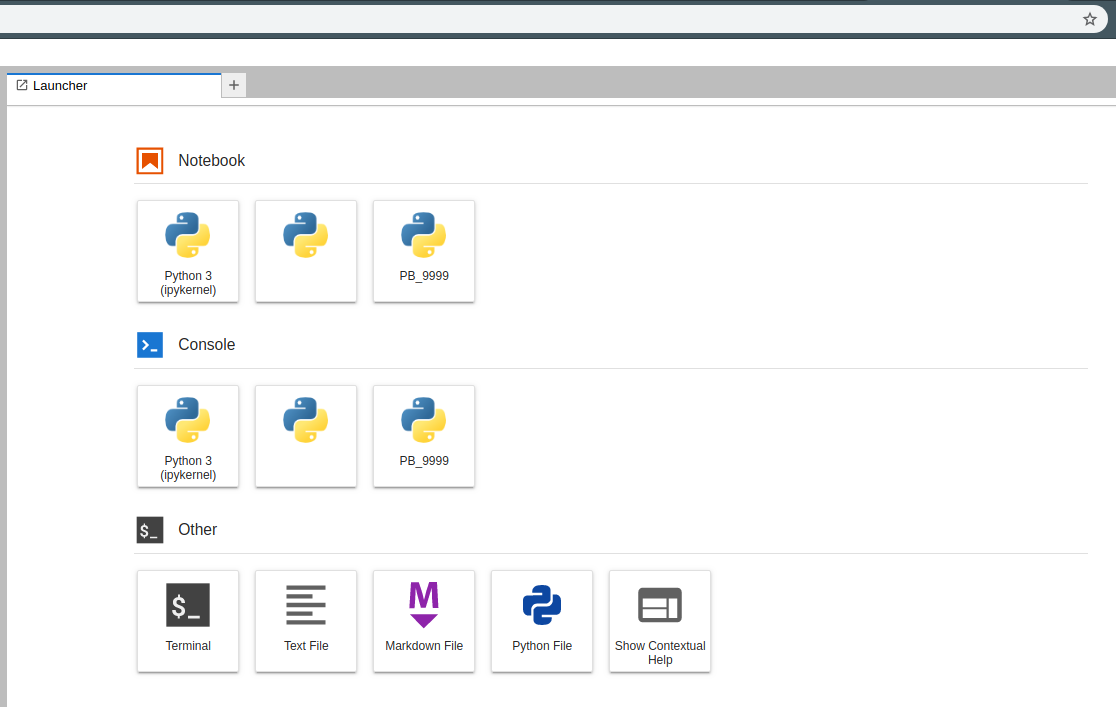 Launcher
Notebook
Python 3
(ipykernel)
PB_9999
Console
Python 3
(ipykernel)
PB_9999
$_ Other
$_
Terminal
Text File
M
Markdown File
Python File
Show Contextual
Help